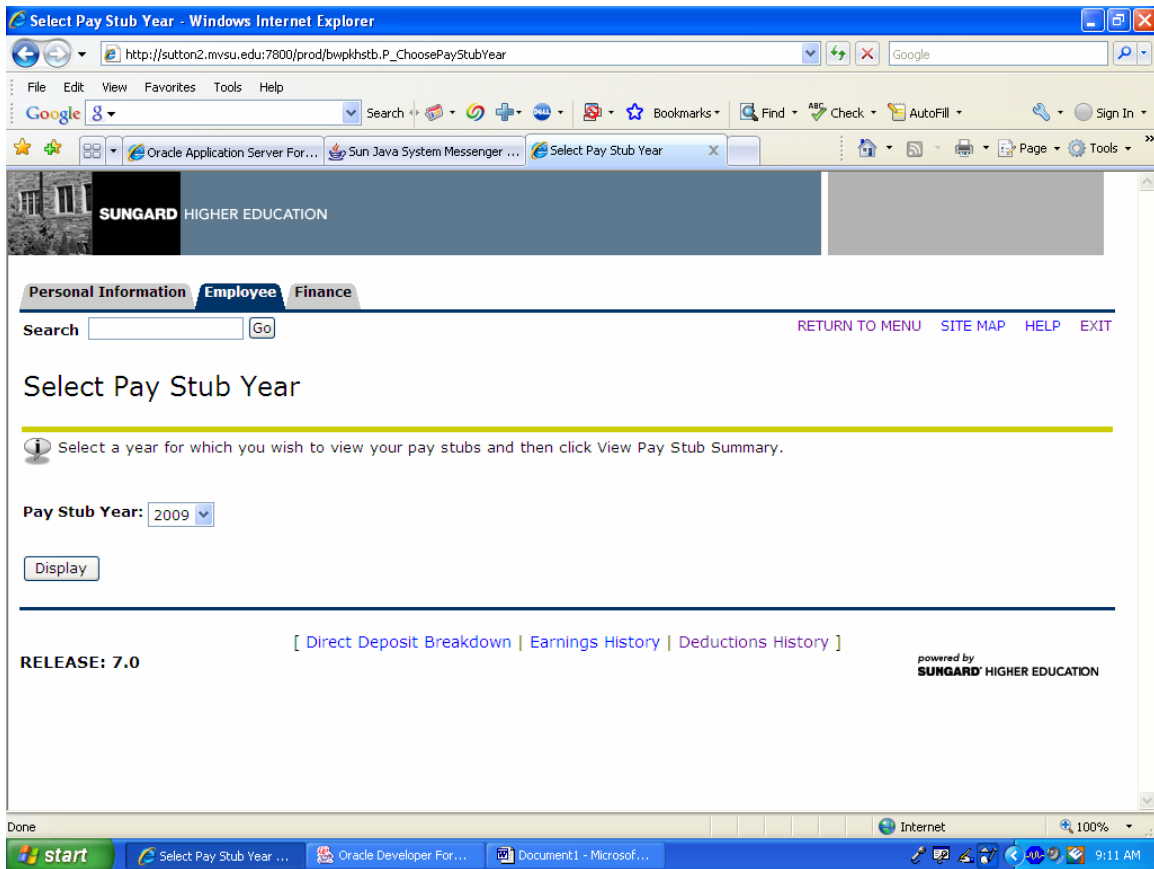 Select Pay Stub Year - Windows Internet Explorer
http://sutton2.mvsu.edu:7800/prod/bwpkhstb.P_ChoosePayStubYear
Google
File Edit View Favorites Tools Help
Google Search Bookmarks Find ABC Check AutoFill Sign In
Oracle Application Server For... Sun Java System Messenger ... Select Pay Stub Year x Page Tools »
SUNGARD HIGHER EDUCATION
Personal Information Employee Finance
Search Go RETURN TO MENU SITE MAP HELP EXIT
Select Pay Stub Year
Select a year for which you wish to view your pay stubs and then click View Pay Stub Summary.
Pay Stub Year: 2009
Display
[ Direct Deposit Breakdown | Earnings History | Deductions History ]
RELEASE: 7.0
powered by
SUNGARD' HIGHER EDUCATION
Done Internet 100%
start Select Pay Stub Year ... Oracle Developer For... Document1 - Microsof... 9:11 AM